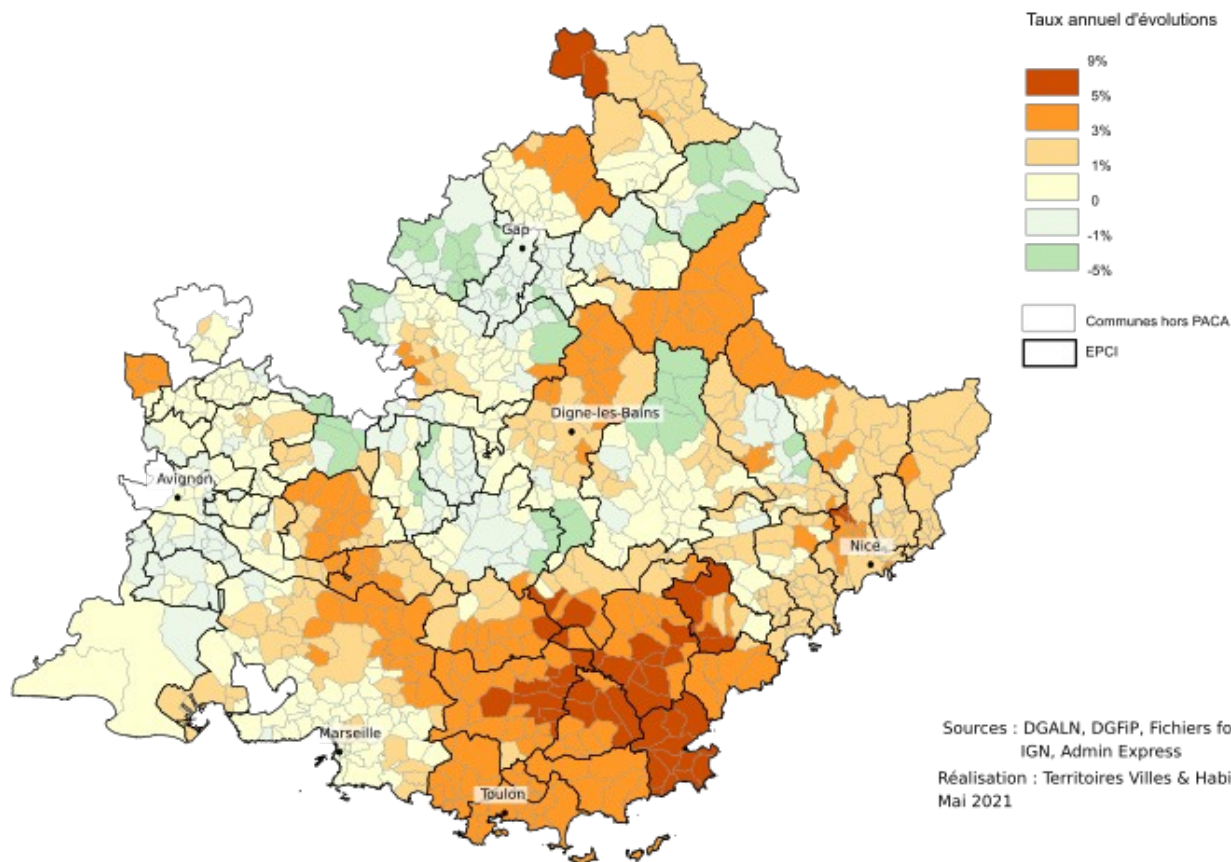 Taux annuel d'évolutions
9%
5%
3%
1%
0
-1%
-5%
Communes hors PACA
EPCI
Gap
Digne-les-Bains
Avignon
Nice
Marseille
Toulon
Sources : DGALN, DGFiP, Fichiers fo
IGN, Admin Express
Réalisation : Territoires Villes & Habi
Mai 2021